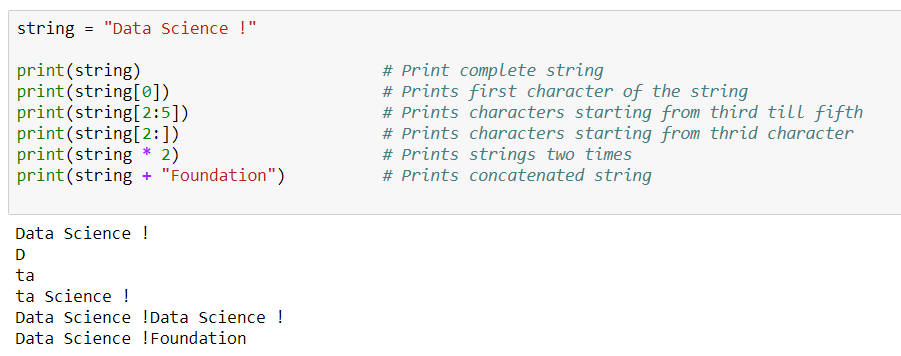 string = "Data Science !"
print(string) # Print complete string
print(string[0]) # Prints first character of the string
print(string[2:5]) # Prints characters starting from third till fifth
print(string[2:]) # Prints characters starting from thrid character
print(string * 2) # Prints strings two times
print(string + "Foundation") # Prints concatenated string
Data Science !
D
ta
ta Science !
Data Science !Data Science !
Data Science !Foundation